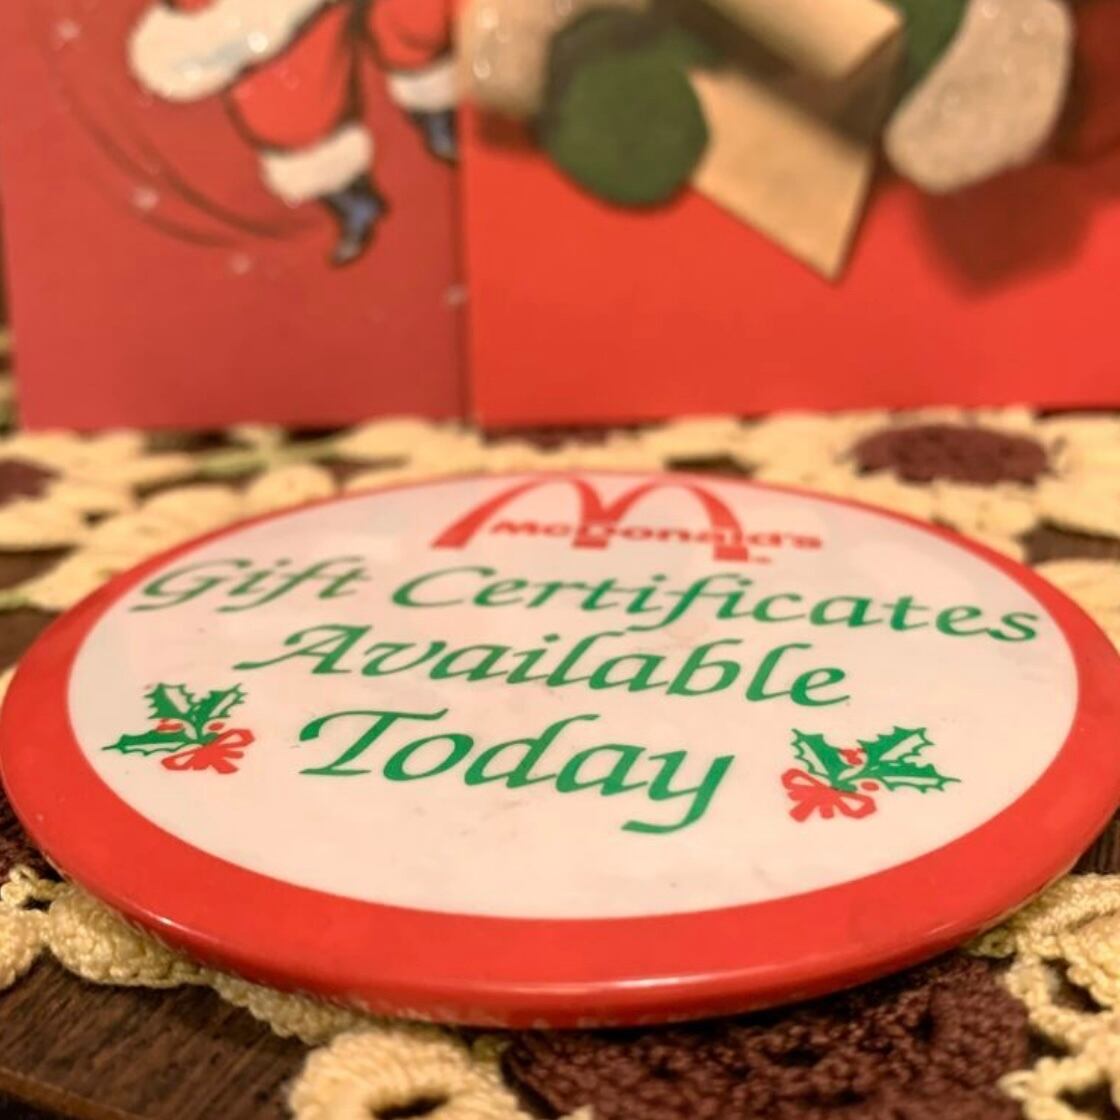 McDonald's
Gift Certificates
Available
Today